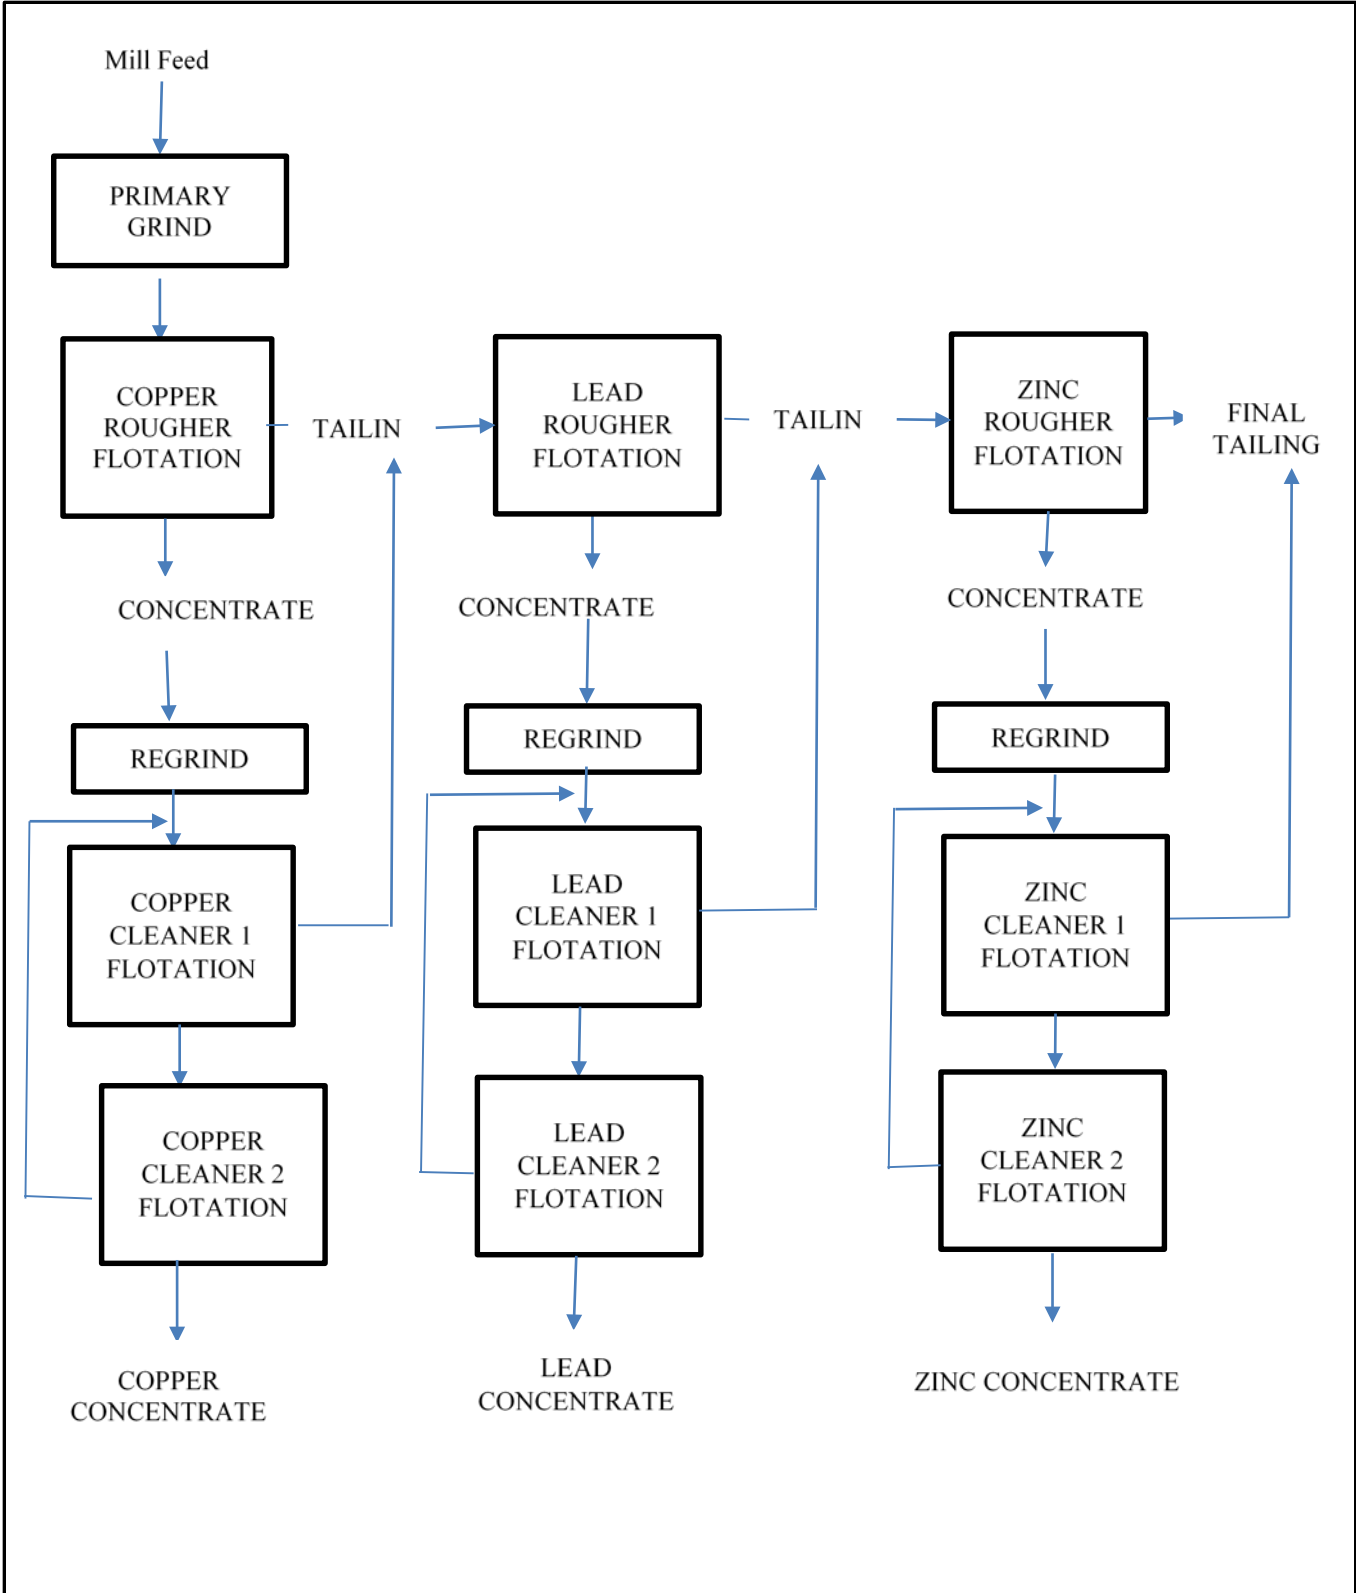 Mill Feed
PRIMARY
GRIND
COPPER
ROUGHER
FLOTATION
TAILIN
LEAD
ROUGHER
FLOTATION
TAILIN
ZINC
ROUGHER
FLOTATION
FINAL
TAILING
CONCENTRATE
CONCENTRATE
CONCENTRATE
REGRIND
REGRIND
REGRIND
COPPER
CLEANER 1
FLOTATION
LEAD
CLEANER 1
FLOTATION
ZINC
CLEANER 1
FLOTATION
COPPER
CLEANER 2
FLOTATION
LEAD
CLEANER 2
FLOTATION
ZINC
CLEANER 2
FLOTATION
COPPER
CONCENTRATE
LEAD
CONCENTRATE
ZINC CONCENTRATE